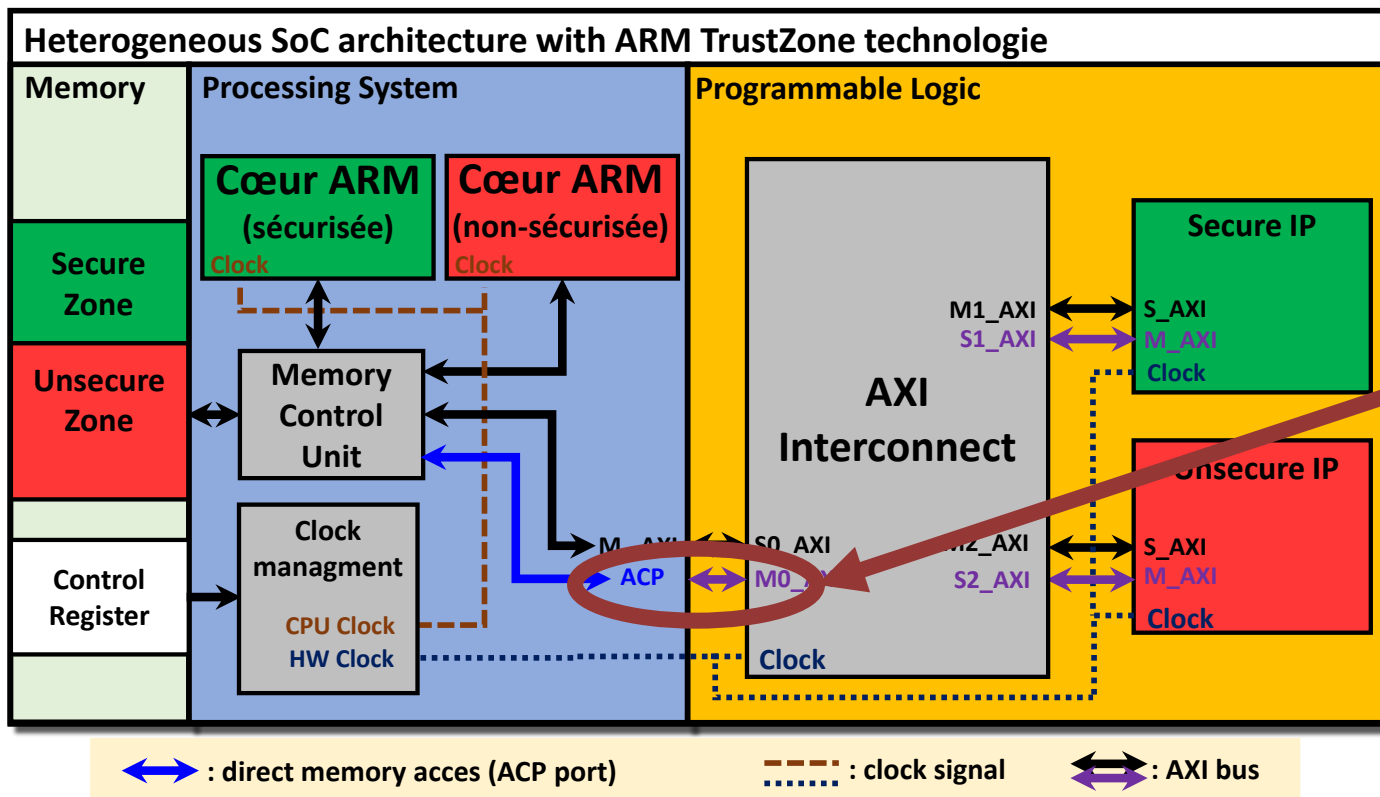 Heterogeneous SoC architecture with ARM TrustZone technologie
Memory
Processing System
Programmable Logic
Secure
Zone
Unsecure
Zone
Control
Register
Cœur ARM
(sécurisée)
Clock
Cœur ARM
(non-sécurisée)
Clock
Memory
Control
Unit
Clock
managment
CPU Clock
HW Clock
M_AXI
ACP
S0_AXI
M0_AXI
M1_AXI
S1_AXI
AXI
Interconnect
M2_AXI
S2_AXI
Clock
Secure IP
S_AXI
M_AXI
Clock
Unsecure IP
S_AXI
M_AXI
Clock
: direct memory acces (ACP port)
: clock signal
: AXI bus